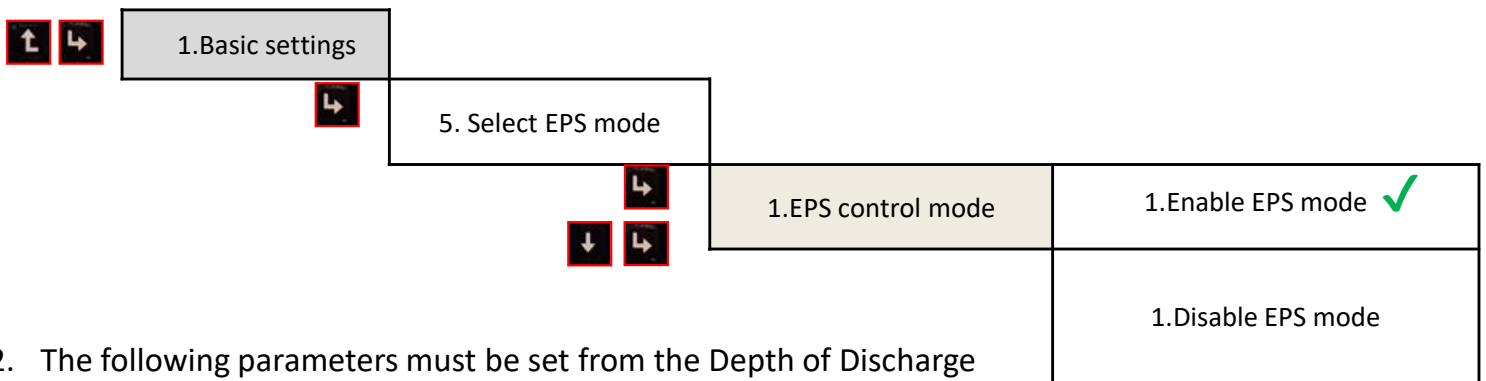 1.Basic settings
5. Select EPS mode
1.EPS control mode
1.Enable EPS mode
1.Disable EPS mode
2. The following parameters must be set from the Depth of Discharge